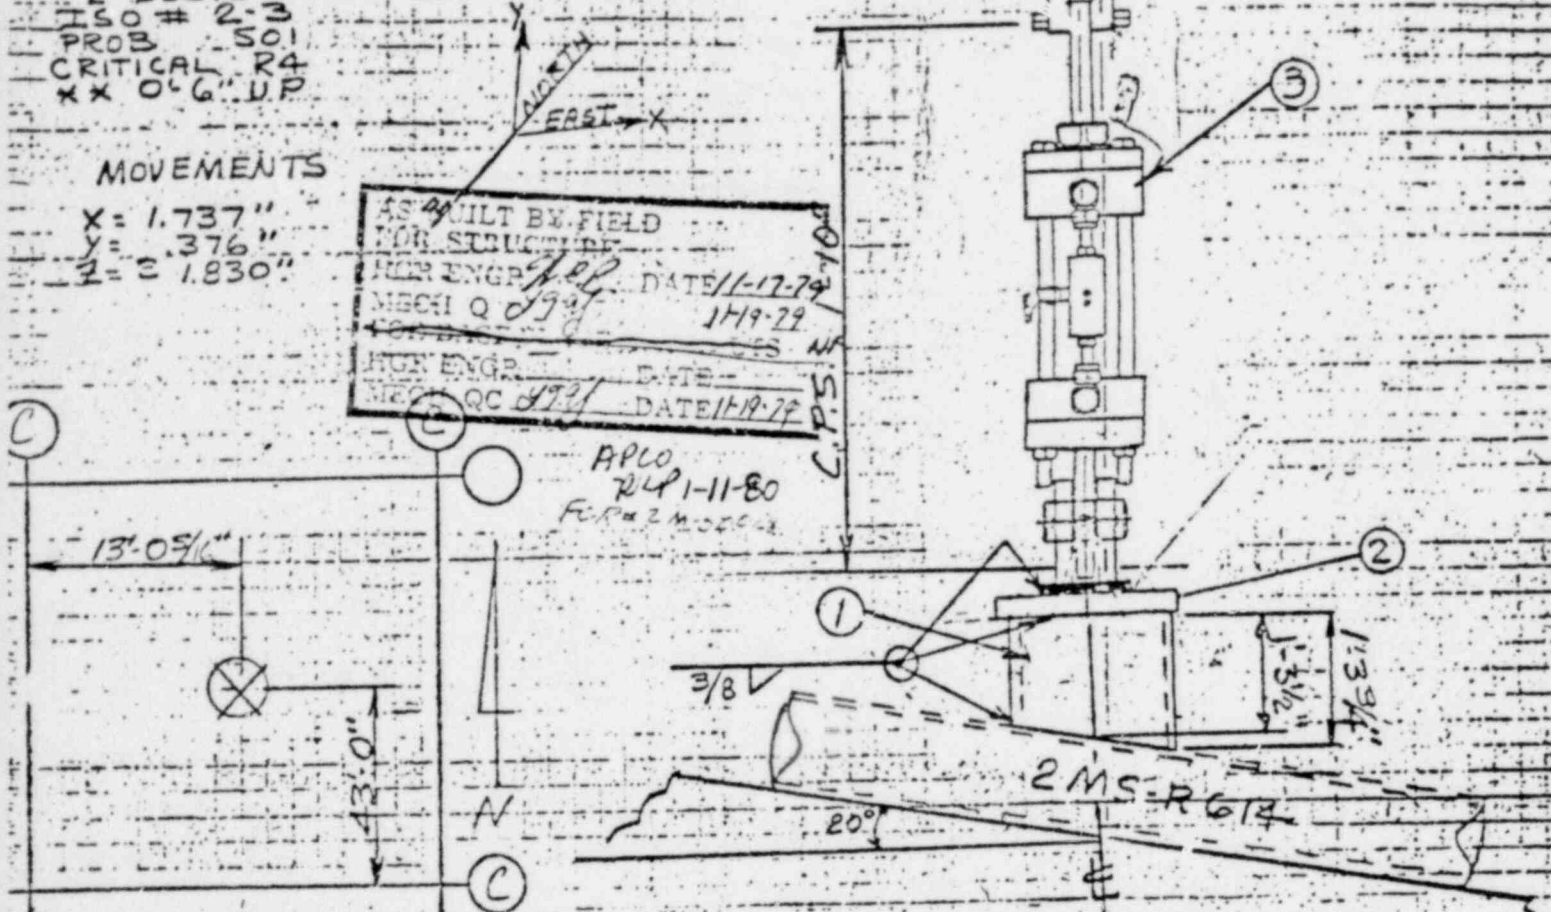 ISO # 2-3
PROB 501
CRITICAL R4
XX 0'-6" UP
MOVEMENTS
X = 1.737"
Y = .376"
Z = 1.830"
Y
NORTH
EAST X
AS BUILT BY FIELD
FOR STRUCTURE
HGR ENGR DATE 11-17-79
MECH Q 11-19-79
HGR ENGR DATE
MECH QC DATE 11-19-79
APCO
1-11-80
C.P.S.
3
2
1
C
C
13'-0 5/16"
43'-0"
N
C
3/8
1'-3 1/2"
1'-3 3/4"
2 MS-R 614
20°